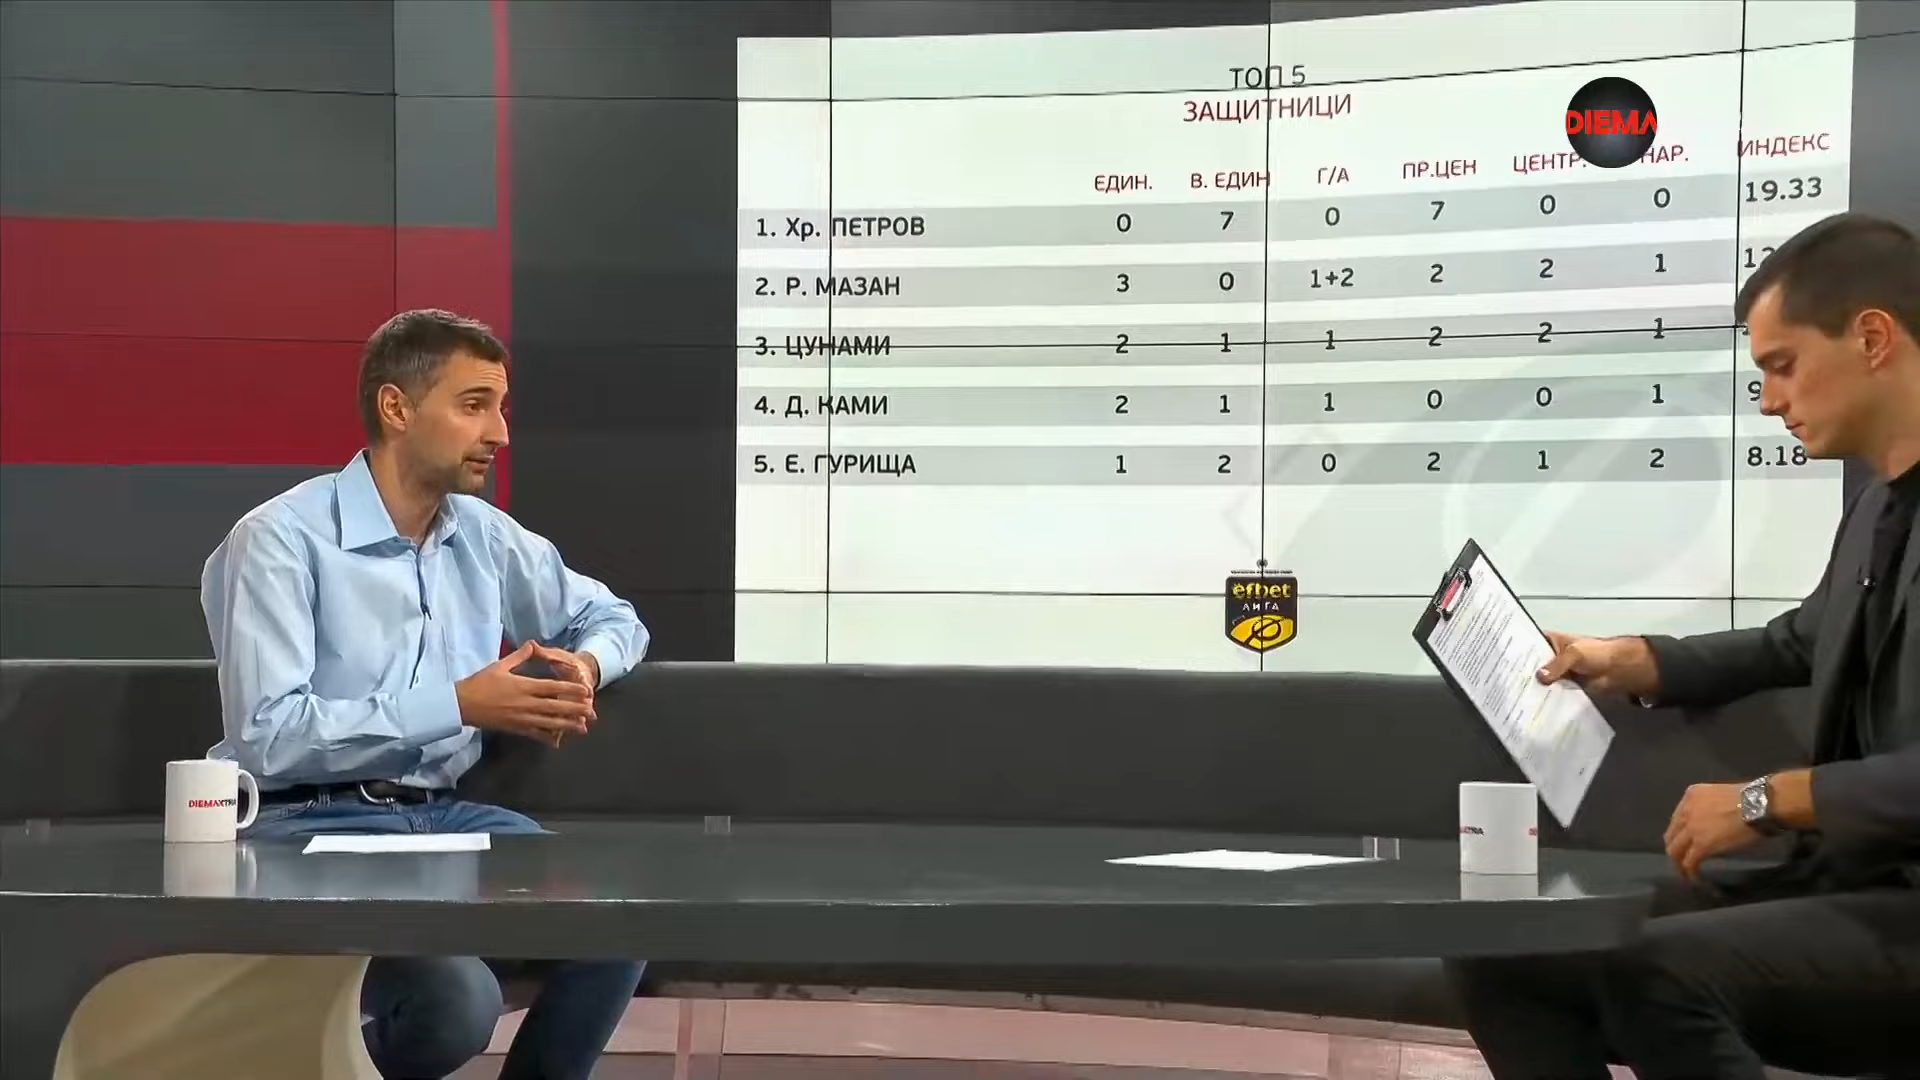 ТОП 5
ЗАЩИТНИЦИ
DIEMA
ЕДИН. В. ЕДИН Г/А ПР.ЦЕН ЦЕНТР. НАР. ИНДЕКС
1. Хр. ПЕТРОВ 0 7 0 7 0 0 19.33
2. Р. МАЗАН 3 0 1+2 2 2 1
3. ЦУНАМИ 2 1 1 2 2 1
4. Д. КАМИ 2 1 1 0 0 1
5. Е. ГУРИЩА 1 2 0 2 1 2 8.18
efbet
ЛИГА
DIEMAXTRA